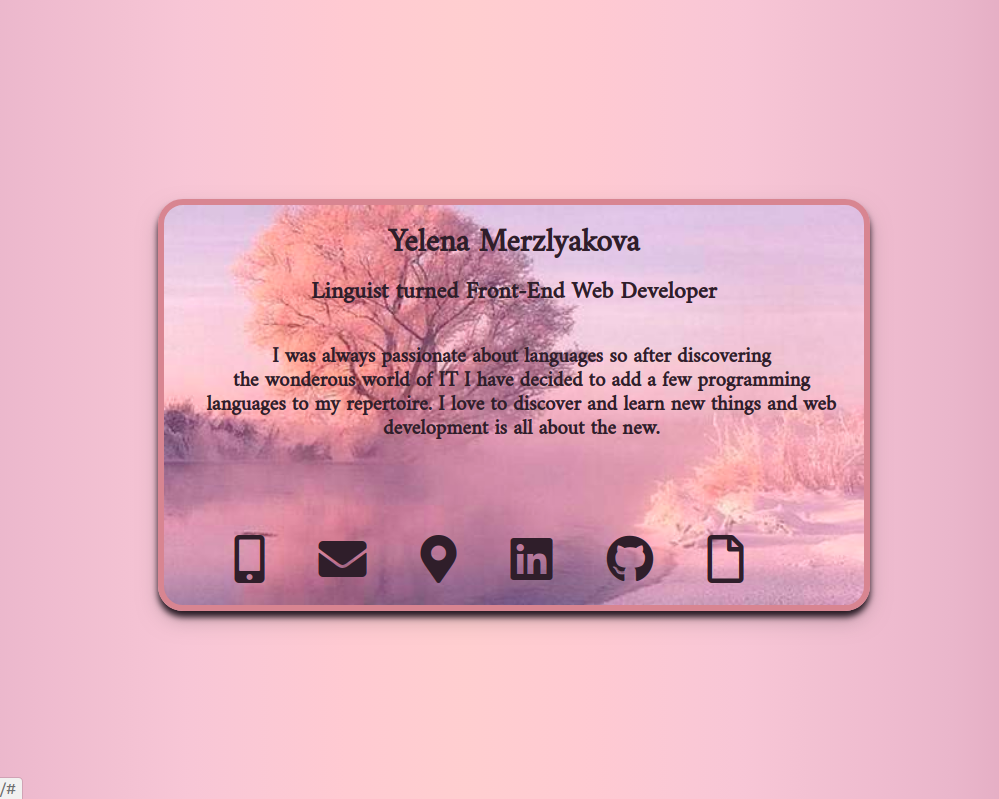 Yelena Merzlyakova
Linguist turned Front-End Web Developer
I was always passionate about languages so after discovering
the wonderous world of IT I have decided to add a few programming
languages to my repertoire. I love to discover and learn new things and web
development is all about the new.
in
/#